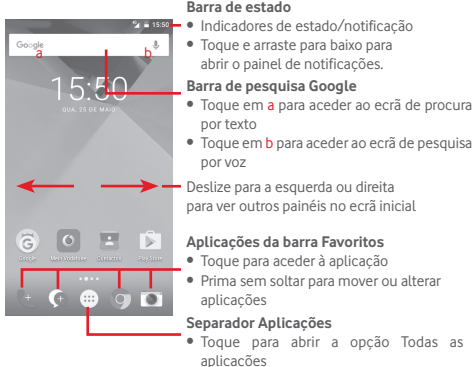 15:50
Google
a
b
15:50
QUA, 25 DE MAIO
Google
Meu Vodafone
Contactos
Play Store
Barra de estado
• Indicadores de estado/notificação
• Toque e arraste para baixo para
abrir o painel de notificações.
Barra de pesquisa Google
• Toque em a para aceder ao ecrã de procura
por texto
• Toque em b para aceder ao ecrã de pesquisa
por voz
Deslize para a esquerda ou direita
para ver outros painéis no ecrã inicial
Aplicações da barra Favoritos
• Toque para aceder à aplicação
• Prima sem soltar para mover ou alterar
aplicações
Separador Aplicações
• Toque para abrir a opção Todas as
aplicações